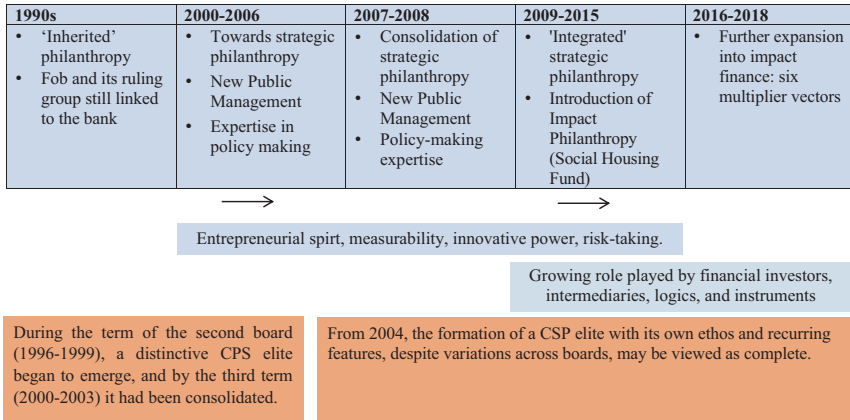 1990s
• 'Inherited'
philanthropy
• Fob and its ruling
group still linked
to the bank
2000-2006
• Towards strategic
philanthropy
• New Public
Management
• Expertise in
policy making
2007-2008
• Consolidation of
strategic
philanthropy
• New Public
Management
• Policy-making
expertise
2009-2015
• 'Integrated'
strategic
philanthropy
• Introduction of
Impact
Philanthropy
(Social Housing
Fund)
2016-2018
• Further expansion
into impact
finance: six
multiplier vectors
Entrepreneurial spirt, measurability, innovative power, risk-taking.
Growing role played by financial investors,
intermediaries, logics, and instruments
During the term of the second board
(1996-1999), a distinctive CPS elite
began to emerge, and by the third term
(2000-2003) it had been consolidated.
From 2004, the formation of a CSP elite with its own ethos and recurring
features, despite variations across boards, may be viewed as complete.